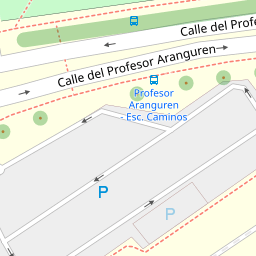 Calle del Profe
Calle del Profesor Aranguren
Profesor
Aranguren
- Esc. Caminos
P
P